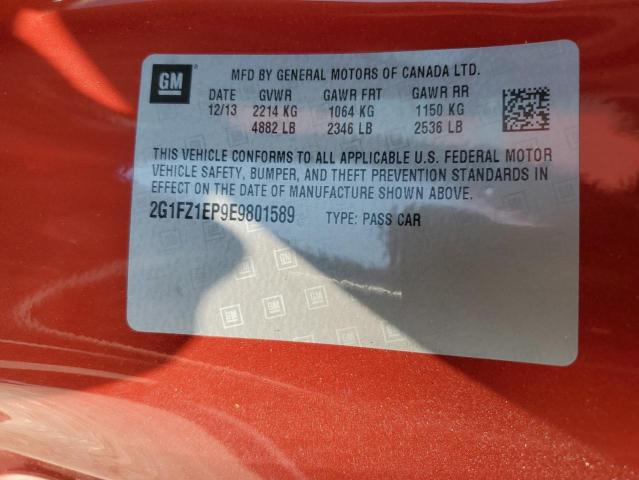 GM
MFD BY GENERAL MOTORS OF CANADA LTD.
DATE GVWR GAWR FRT GAWR RR
12/13 2214 KG 1064 KG 1150 KG
4882 LB 2346 LB 2536 LB
THIS VEHICLE CONFORMS TO ALL APPLICABLE U.S. FEDERAL MOTOR
VEHICLE SAFETY, BUMPER, AND THEFT PREVENTION STANDARDS IN
EFFECT ON THE DATE OF MANUFACTURE SHOWN ABOVE.
2G1FZ1EP9E9801589 TYPE: PASS CAR